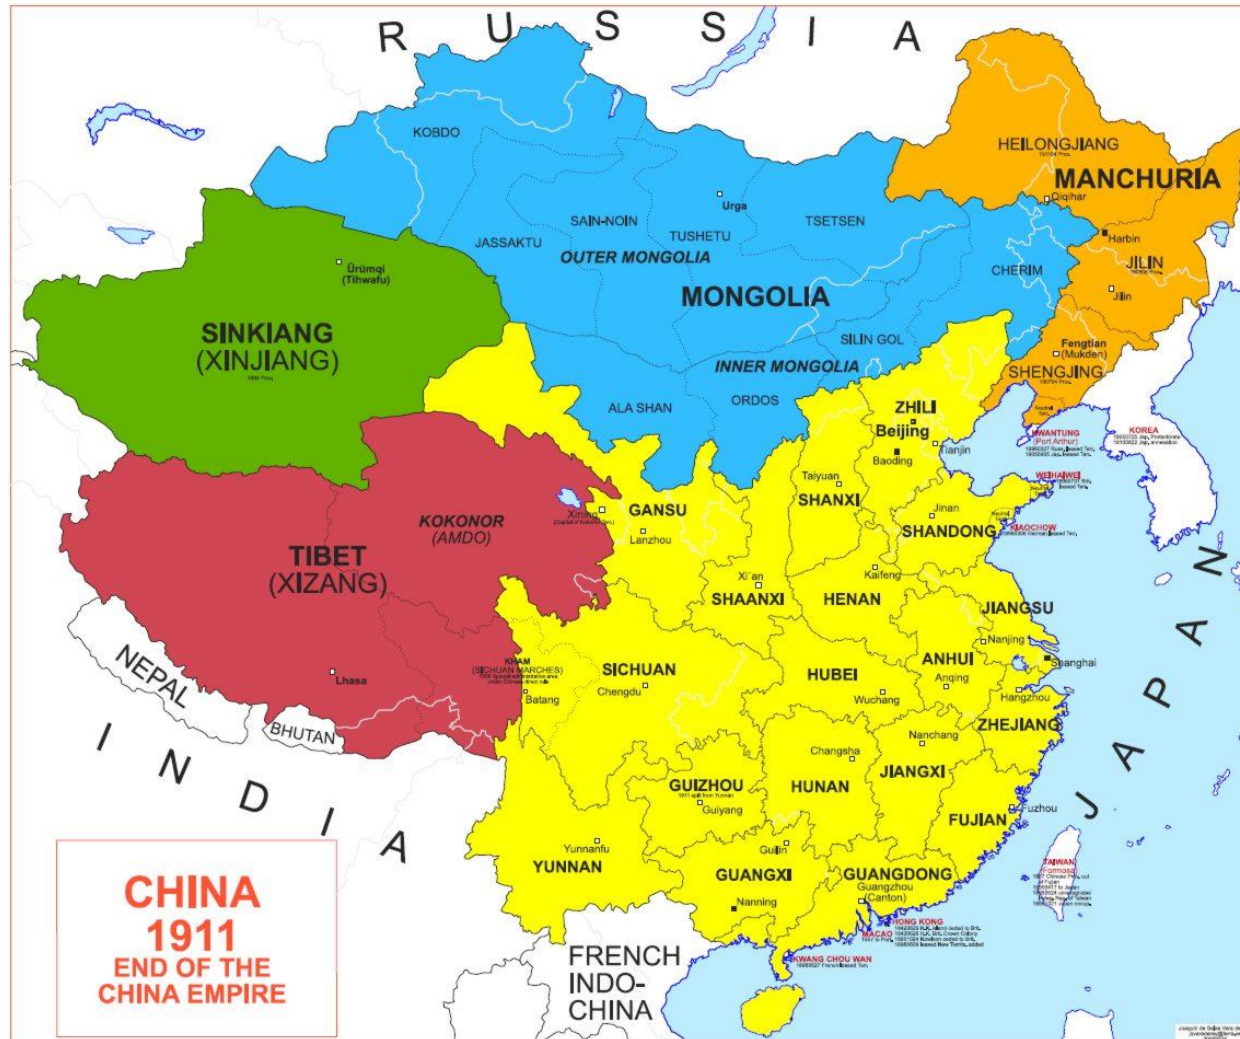 RUSSIA
HEILONGJIANG
MANCHURIA
Qiqihar
Harbin
JILIN
Jilin
Fengtian
(Mukden)
SHENGJING
KOBDO
SAIN-NOIN
JASSAKTU
OUTER MONGOLIA
Urga
TUSHETU
TSETSEN
CHERIM
MONGOLIA
SILIN GOL
INNER MONGOLIA
ALA SHAN
ORDOS
Ürümqi
(Tihwafu)
SINKIANG
(XINJIANG)
KOKONOR
(AMDO)
TIBET
(XIZANG)
Lhasa
NEPAL
BHUTAN
INDIA
ZHILI
Beijing
Tianjin
Baoding
KWANTUNG
(Port Arthur)
KOREA
WEIHAIWEI
Taiyuan
SHANXI
Jinan
SHANDONG
KIAOCHOW
Xining
GANSU
Lanzhou
Xi´an
SHAANXI
Kaifeng
HENAN
JIANGSU
Nanjing
Shanghai
KHAM
(SICHUAN MARCHES)
Batang
SICHUAN
Chengdu
HUBEI
Wuchang
ANHUI
Anqing
Hangzhou
ZHEJIANG
JAPAN
Nanchang
JIANGXI
Changsha
HUNAN
GUIZHOU
1911 split from Yunnan
Guiyang
FUJIAN
Fuzhou
Yunnanfu
YUNNAN
Guilin
GUANGXI
Nanning
GUANGDONG
Guangzhou
(Canton)
TAIWAN
(Formosa)
HONG KONG
MACAO
KWANG CHOU WAN
FRENCH
INDO-
CHINA
CHINA
1911
END OF THE
CHINA EMPIRE